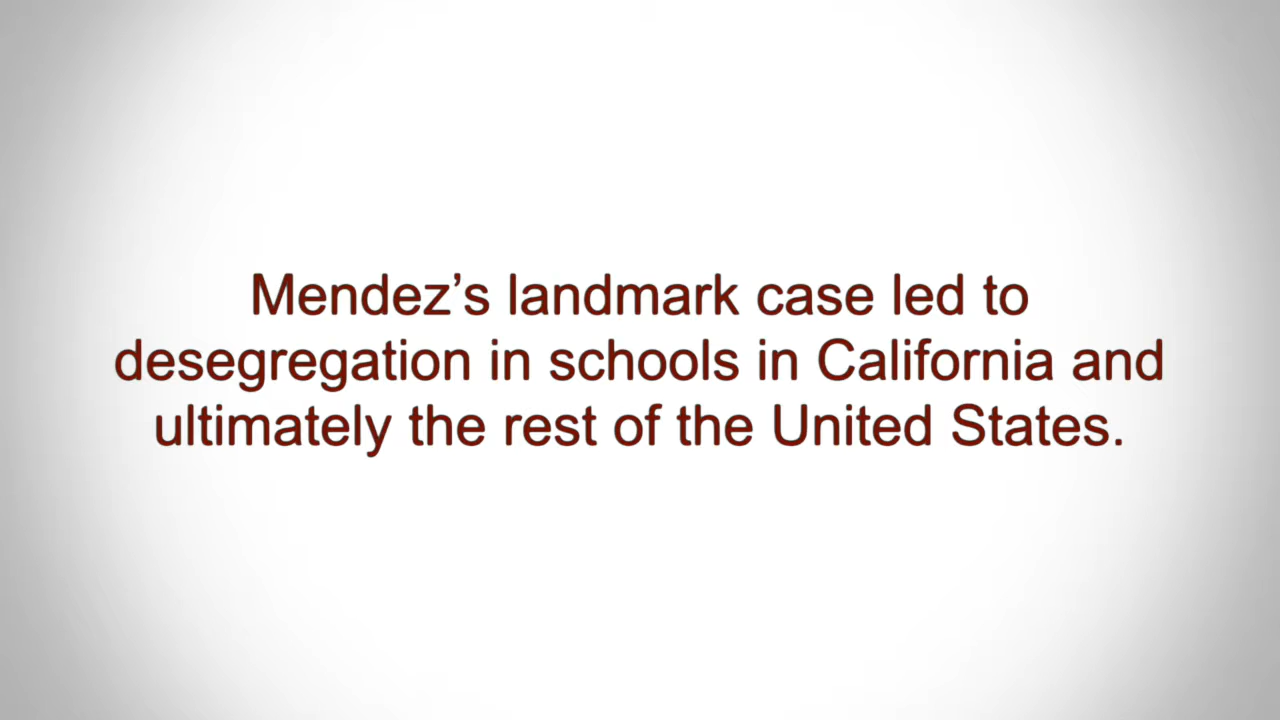 Mendez’s landmark case led to
desegregation in schools in California and
ultimately the rest of the United States.